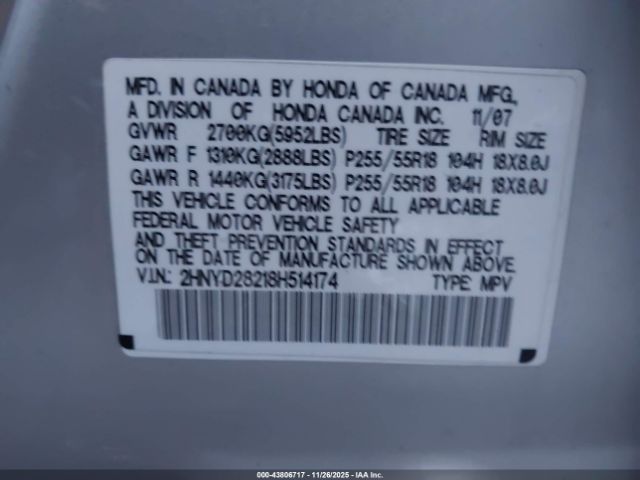 MFD. IN CANADA BY HONDA OF CANADA MFG.,
A DIVISION OF HONDA CANADA INC. 11/07
GVWR 2700KG(5952LBS) TIRE SIZE RIM SIZE
GAWR F 1310KG(2888LBS) P255/55R18 104H 18X8.0J
GAWR R 1440KG(3175LBS) P255/55R18 104H 18X8.0J
THIS VEHICLE CONFORMS TO ALL APPLICABLE
FEDERAL MOTOR VEHICLE SAFETY
AND THEFT PREVENTION STANDARDS IN EFFECT
ON THE DATE OF MANUFACTURE SHOWN ABOVE.
V.I.N.: 2HNYD28218H514174 TYPE: MPV
000-43806717 - 11/26/2025 - IAA Inc.